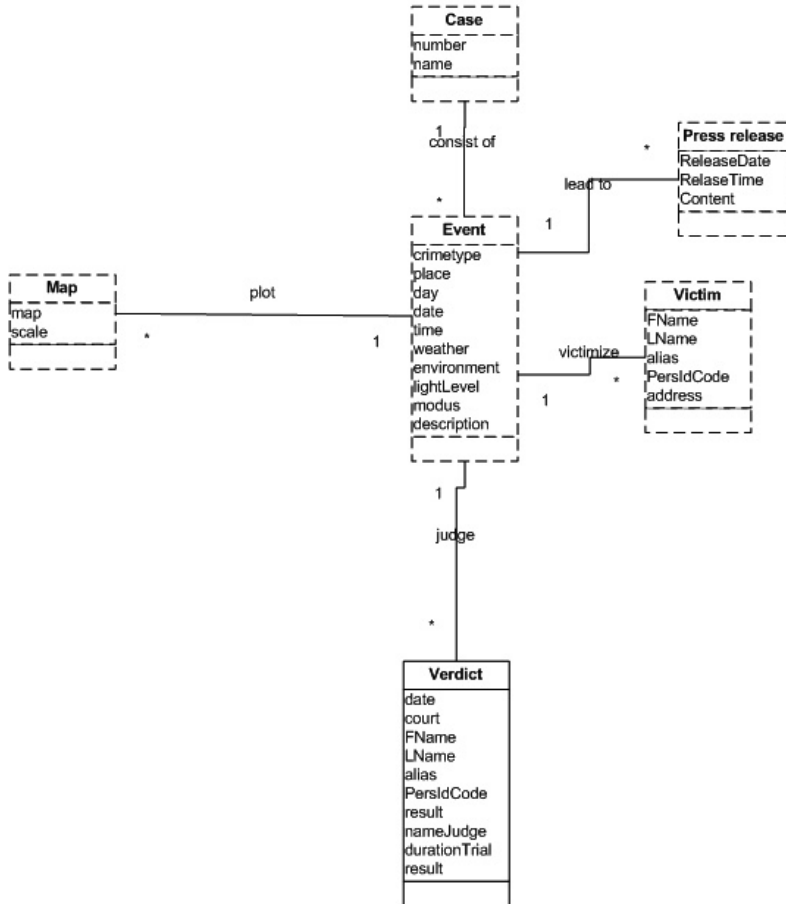 Case
number
name
1
consist of
*
Press release
ReleaseDate
RelaseTime
Content
*
lead to
1
Event
crimetype
place
day
date
time
weather
environment
lightLevel
modus
description
Map
map
scale
plot
*
1
Victim
FName
LName
alias
PersIdCode
address
victimize
*
1
1
judge
*
Verdict
date
court
FName
LName
alias
PersIdCode
result
nameJudge
durationTrial
result